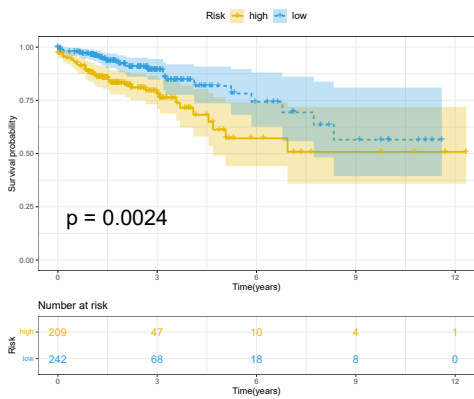 Risk high low
1.00
0.75
0.50
0.25
0.00
Survival probability
p = 0.0024
0 3 6 9 12
Time(years)
Number at risk
Risk
high 209 47 10 4 1
low 242 68 18 8 0
0 3 6 9 12
Time(years)